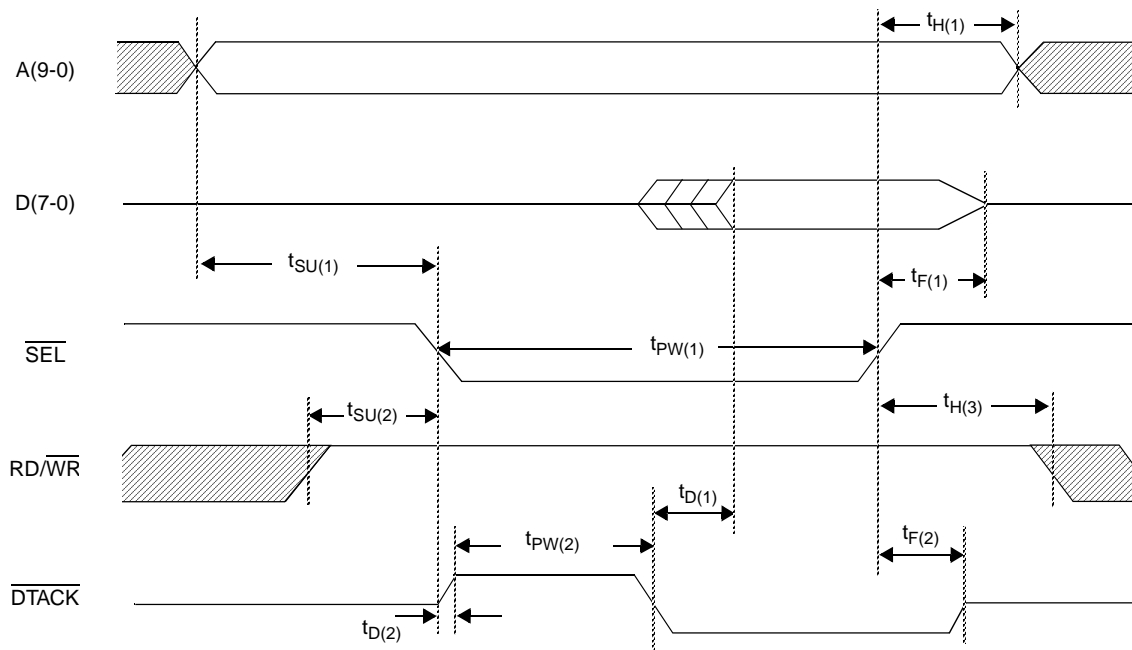 tH(1)
A(9-0)
D(7-0)
tSU(1)
tF(1)
SEL
tPW(1)
tSU(2)
tH(3)
RD/WR
tD(1)
tPW(2)
tF(2)
DTACK
tD(2)